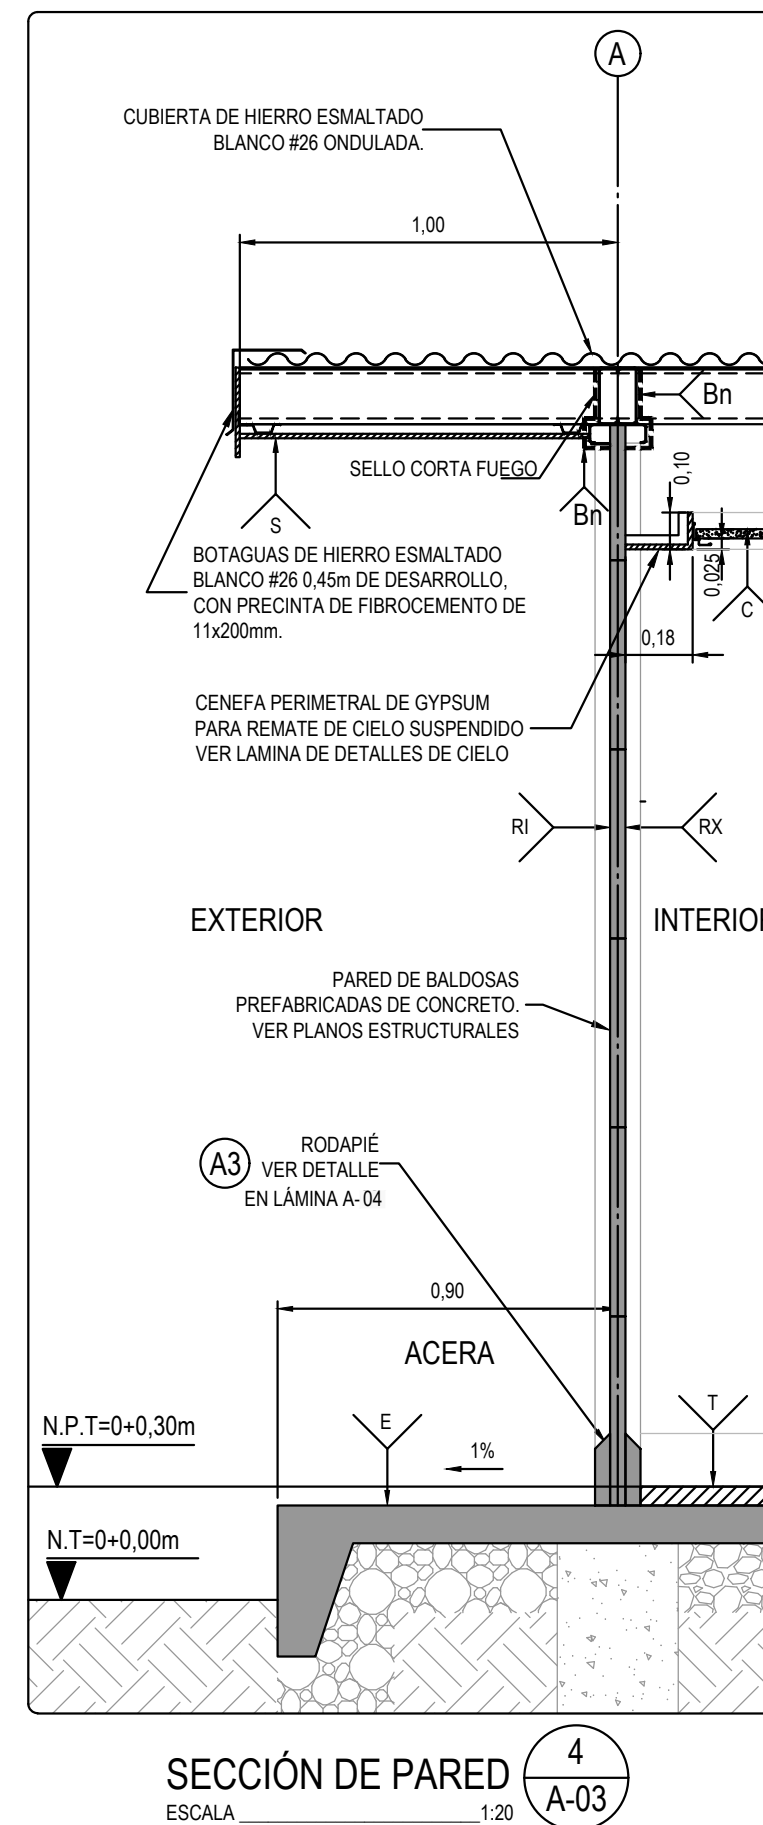 A
CUBIERTA DE HIERRO ESMALTADO
BLANCO #26 ONDULADA.
1,00
Bn
SELLO CORTA FUEGO
0,10
S
Bn
BOTAGUAS DE HIERRO ESMALTADO
BLANCO #26 0,45m DE DESARROLLO,
CON PRECINTA DE FIBROCEMENTO DE
11x200mm.
0,025
C
0,18
CENEFA PERIMETRAL DE GYPSUM
PARA REMATE DE CIELO SUSPENDIDO
VER LAMINA DE DETALLES DE CIELO
RI
RX
EXTERIOR
INTERIOR
PARED DE BALDOSAS
PREFABRICADAS DE CONCRETO.
VER PLANOS ESTRUCTURALES
A3
RODAPIÉ
VER DETALLE
EN LÁMINA A-04
0,90
ACERA
N.P.T=0+0,30m
E
1%
T
N.T=0+0,00m
SECCIÓN DE PARED
4
A-03
ESCALA 1:20